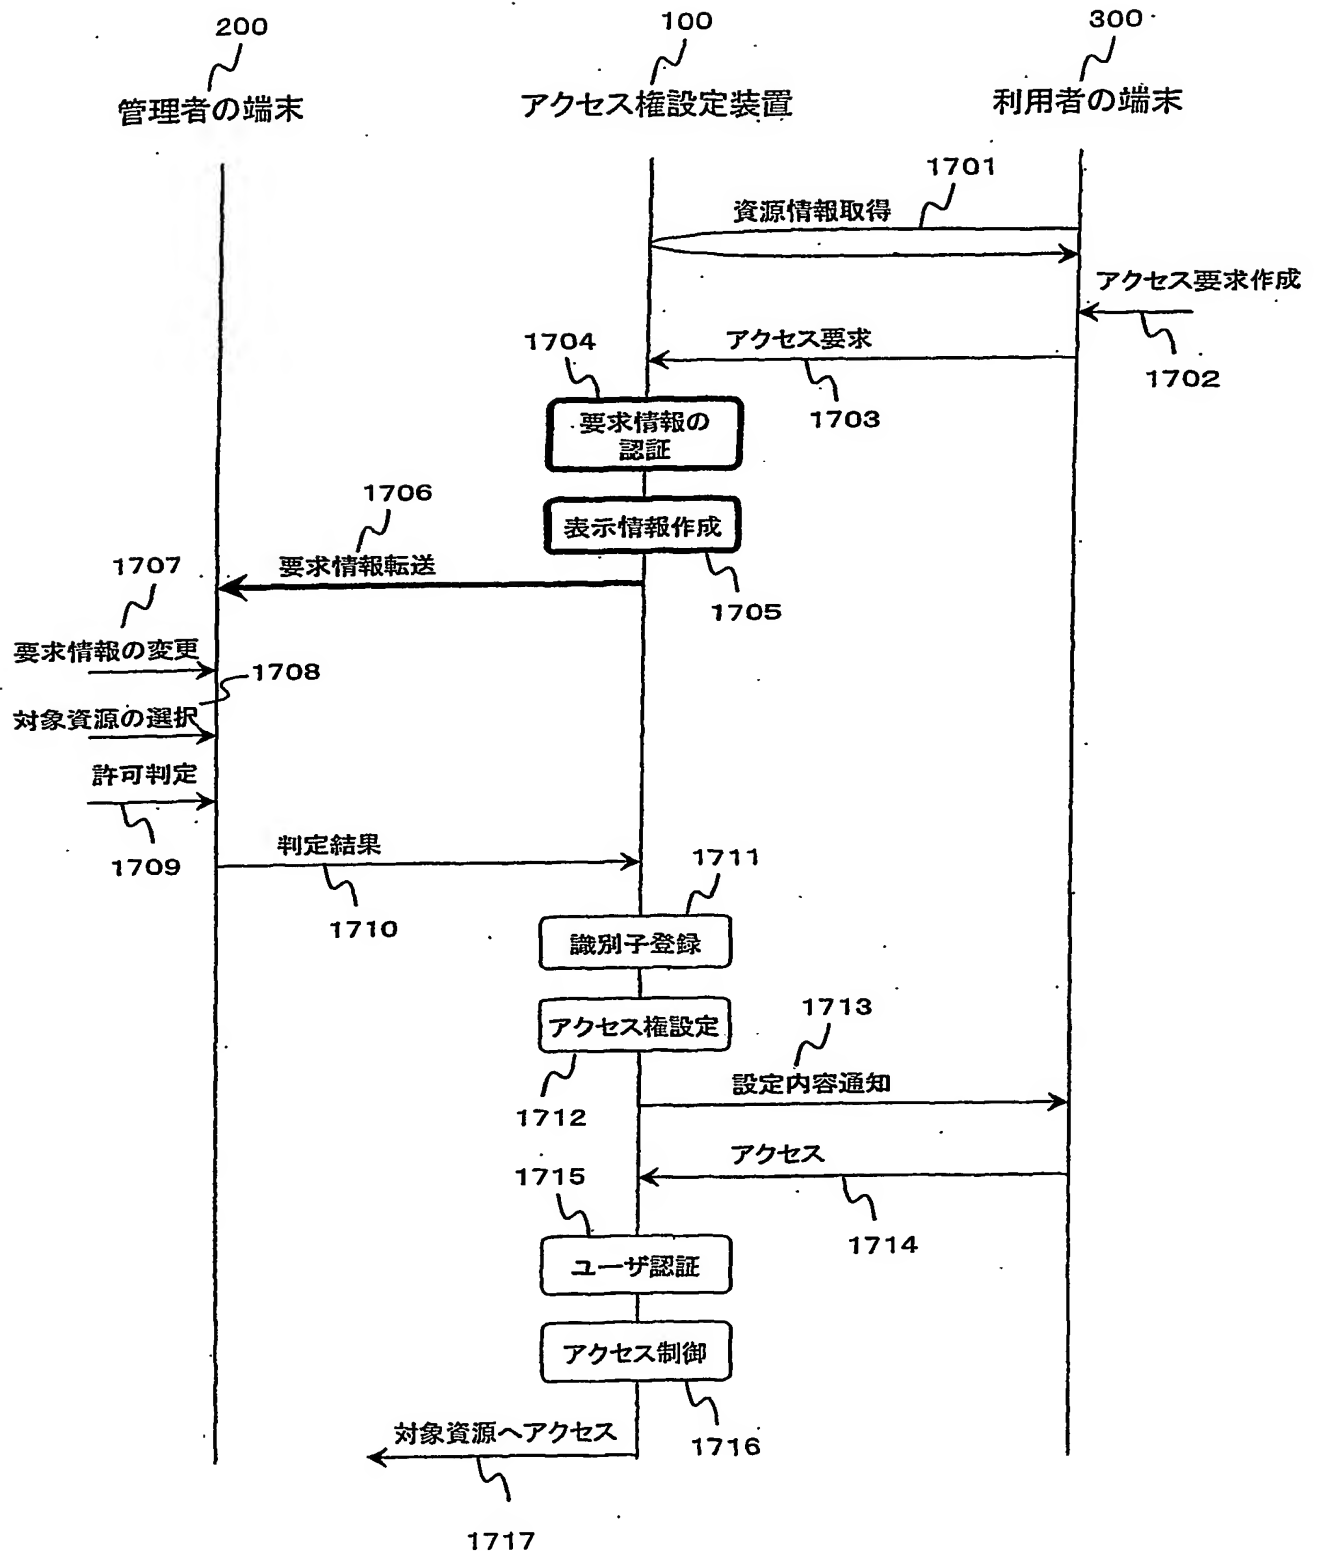 200
100
300
管理者の端末
アクセス権設定装置
利用者の端末
1701
資源情報取得
アクセス要求作成
1702
アクセス要求
1703
1704
要求情報の
認証
1706
表示情報作成
1705
要求情報転送
1707
要求情報の変更
1708
対象資源の選択
許可判定
1709
判定結果
1710
1711
識別子登録
アクセス権設定
1712
1713
設定内容通知
アクセス
1714
1715
ユーザ認証
アクセス制御
1716
対象資源へアクセス
1717